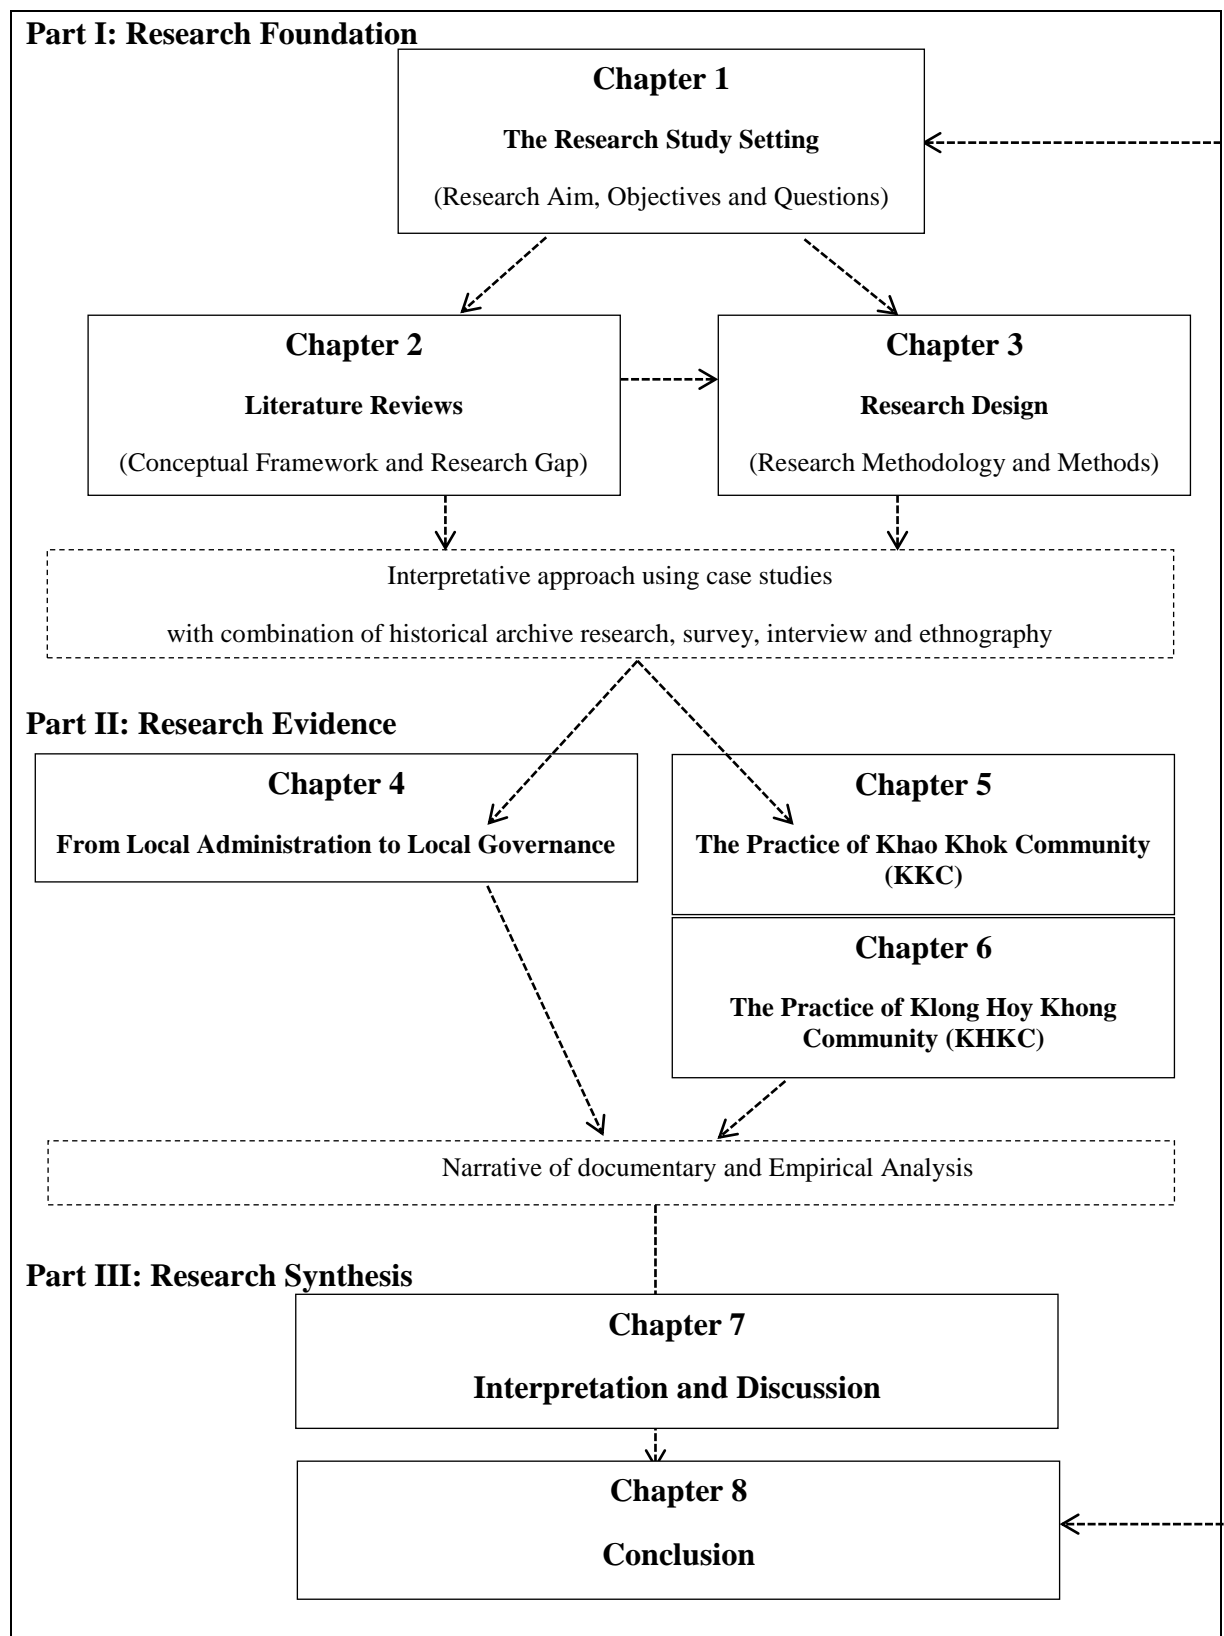 Part I: Research Foundation
Chapter 1
The Research Study Setting
(Research Aim, Objectives and Questions)
Chapter 2
Literature Reviews
(Conceptual Framework and Research Gap)
Chapter 3
Research Design
(Research Methodology and Methods)
Interpretative approach using case studies
with combination of historical archive research, survey, interview and ethnography
Part II: Research Evidence
Chapter 4
From Local Administration to Local Governance
Chapter 5
The Practice of Khao Khok Community
(KKC)
Chapter 6
The Practice of Klong Hoy Khong
Community (KHKC)
Narrative of documentary and Empirical Analysis
Part III: Research Synthesis
Chapter 7
Interpretation and Discussion
Chapter 8
Conclusion